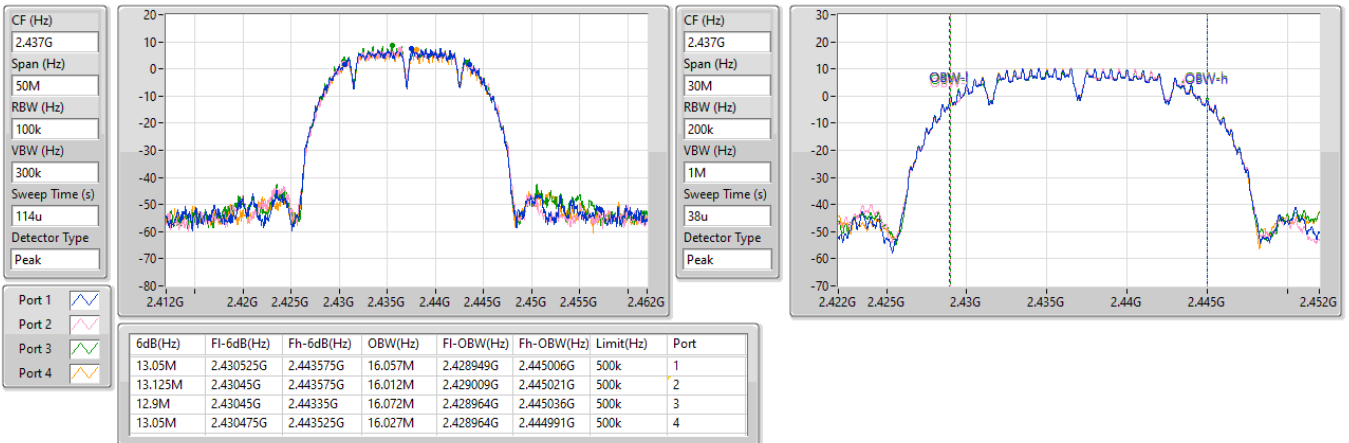 CF (Hz)
2.437G
Span (Hz)
50M
RBW (Hz)
100k
VBW (Hz)
300k
Sweep Time (s)
114u
Detector Type
Peak
20
10
0
-10
-20
-30
-40
-50
-60
-70
-80
2.412G 2.42G 2.425G 2.43G 2.435G 2.44G 2.445G 2.45G 2.455G 2.462G
CF (Hz)
2.437G
Span (Hz)
30M
RBW (Hz)
200k
VBW (Hz)
1M
Sweep Time (s)
38u
Detector Type
Peak
30
20
10
0
-10
-20
-30
-40
-50
-60
-70
OBW-l OBW-h
2.422G 2.425G 2.43G 2.435G 2.44G 2.445G 2.452G
Port 1
Port 2
Port 3
Port 4
6dB(Hz) Fl-6dB(Hz) Fh-6dB(Hz) OBW(Hz) Fl-OBW(Hz) Fh-OBW(Hz) Limit(Hz) Port
13.05M 2.430525G 2.443575G 16.057M 2.428949G 2.445006G 500k 1
13.125M 2.43045G 2.443575G 16.012M 2.429009G 2.445021G 500k 2
12.9M 2.43045G 2.44335G 16.072M 2.428964G 2.445036G 500k 3
13.05M 2.430475G 2.443525G 16.027M 2.428964G 2.444991G 500k 4